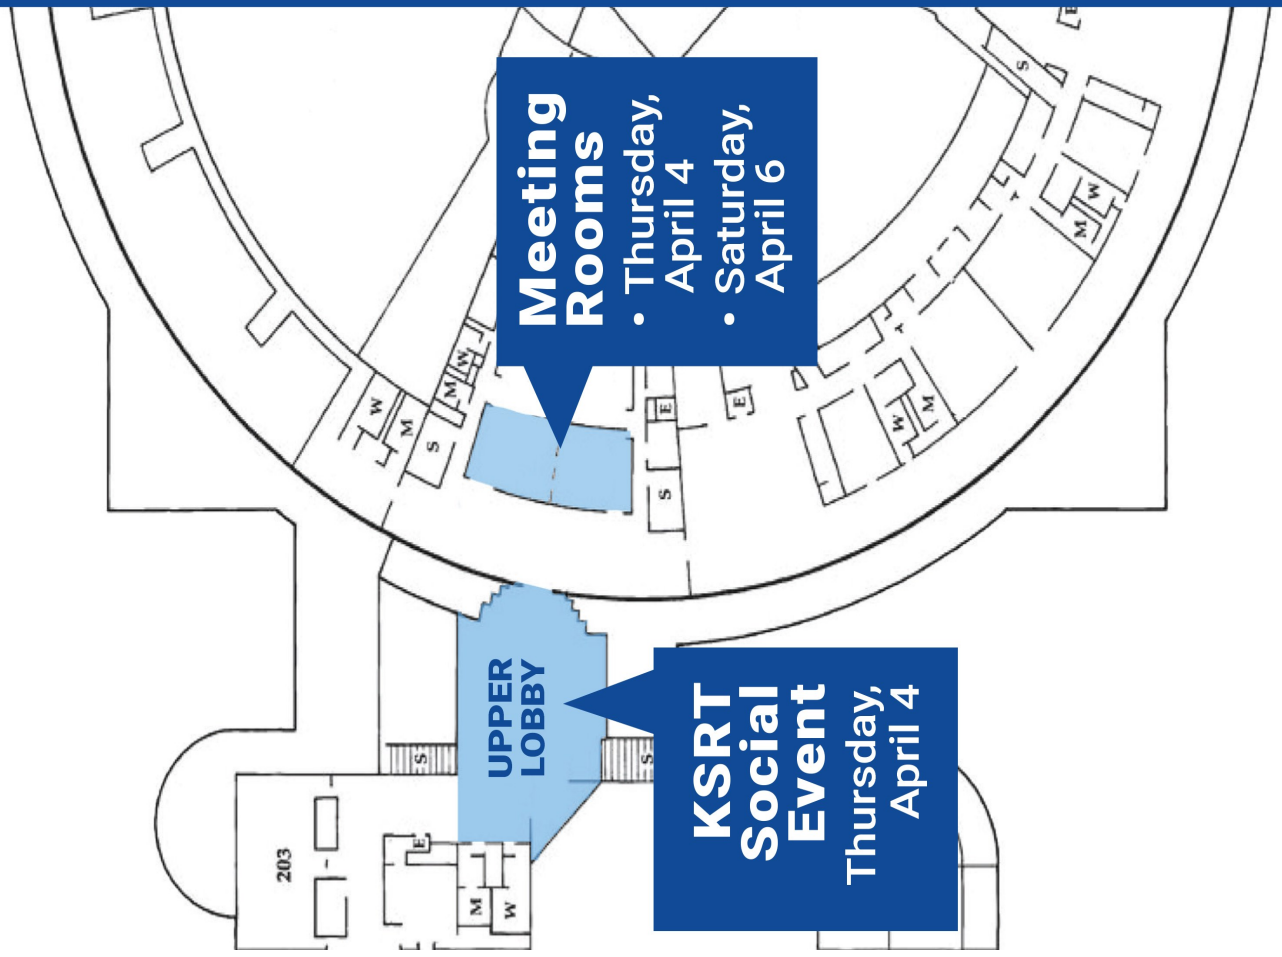 Meeting
Rooms
• Thursday,
April 4
• Saturday,
April 6
KSRT
Social
Event
Thursday,
April 4
UPPER
LOBBY
203
S
S
E
M
W
W
M
S
M
W
E
S
E
W
M
S
M
W
E